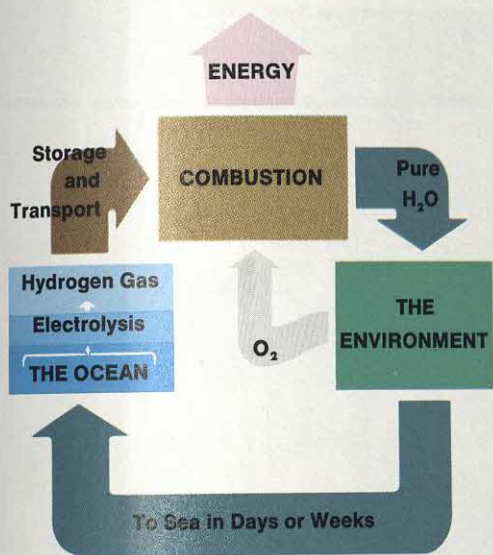 ENERGY
Storage
and
Transport
COMBUSTION
Pure
H₂O
Hydrogen Gas
Electrolysis
THE OCEAN
O₂
THE
ENVIRONMENT
To Sea in Days or Weeks